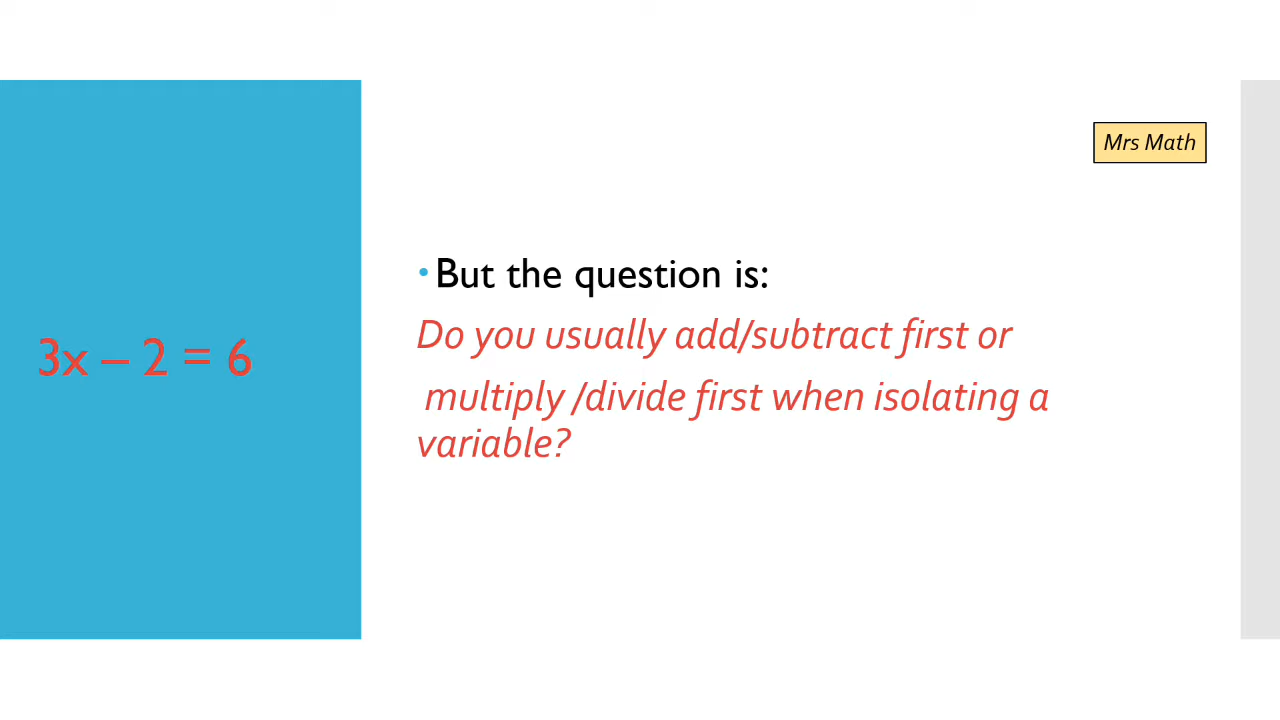 Mrs Math
• But the question is:
Do you usually add/subtract first or
3x – 2 = 6
multiply /divide first when isolating a
variable?